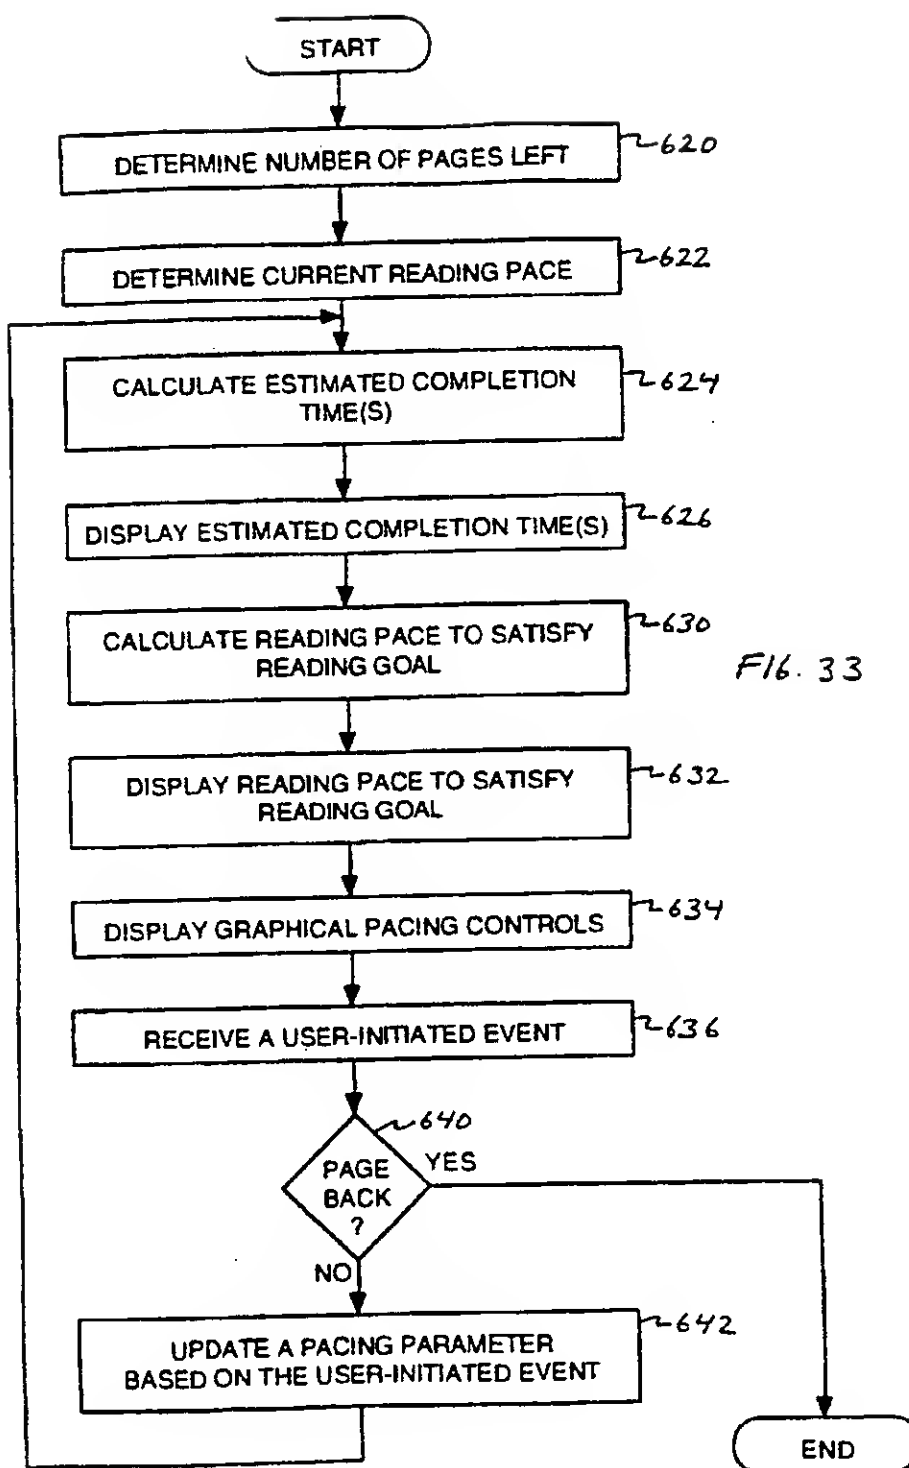 START
DETERMINE NUMBER OF PAGES LEFT
620
DETERMINE CURRENT READING PACE
622
CALCULATE ESTIMATED COMPLETION
TIME(S)
624
DISPLAY ESTIMATED COMPLETION TIME(S)
626
CALCULATE READING PACE TO SATISFY
READING GOAL
630
FIG. 33
DISPLAY READING PACE TO SATISFY
READING GOAL
632
DISPLAY GRAPHICAL PACING CONTROLS
634
RECEIVE A USER-INITIATED EVENT
636
640
PAGE
BACK
?
YES
NO
UPDATE A PACING PARAMETER
BASED ON THE USER-INITIATED EVENT
642
END